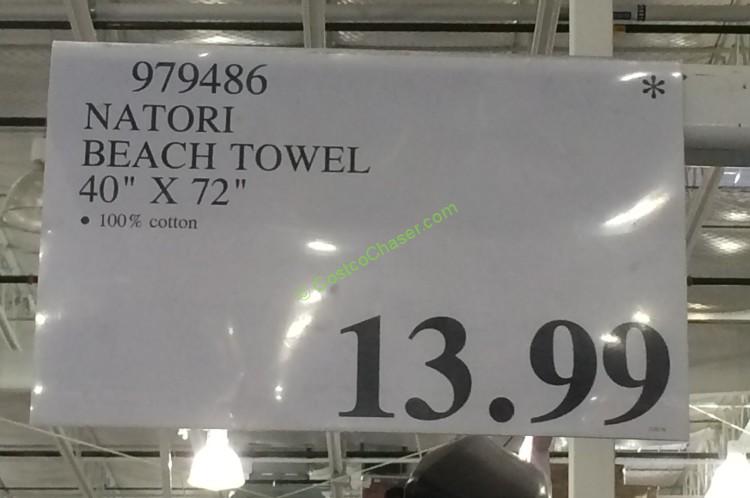 979486
*
NATORI
BEACH TOWEL
40" X 72"
• 100% cotton
© CostcoChaser.com
13.99